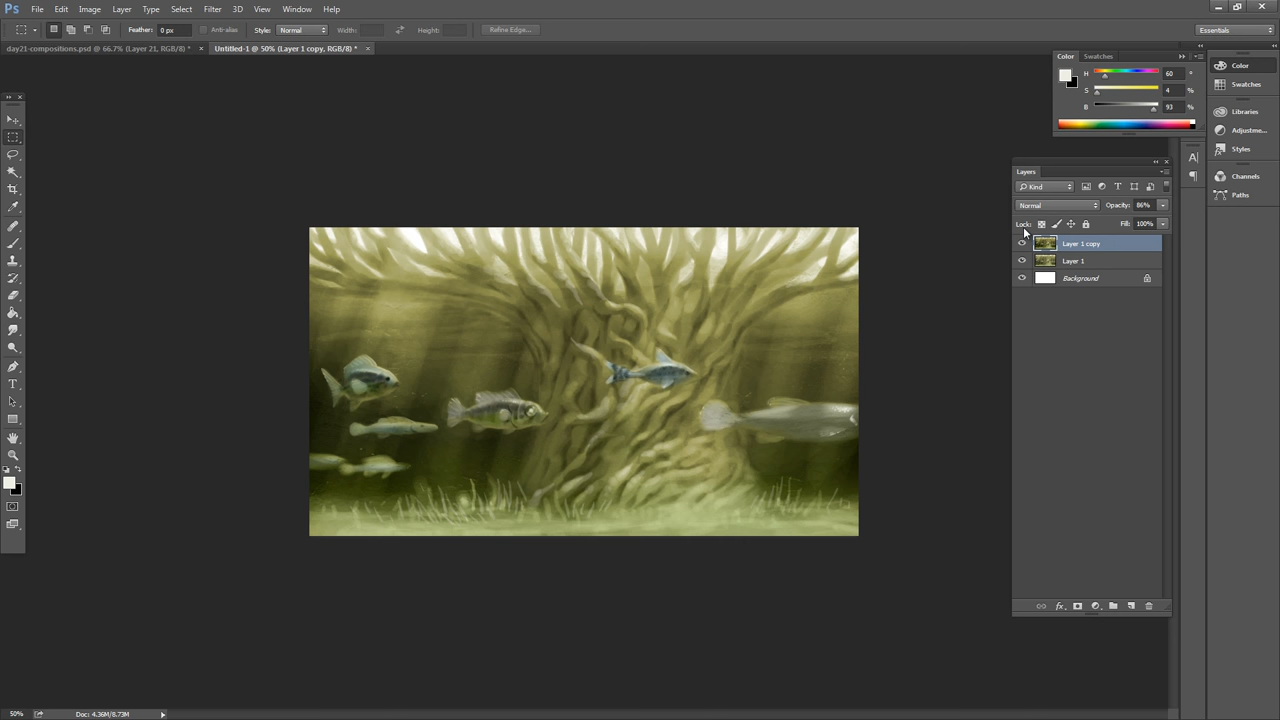 Ps File Edit Image Layer Type Select Filter 3D View Window Help
Feather: 0 px Anti-alias Style: Normal Width: Height: Refine Edge... Essentials
day21-compositions.psd @ 66.7% (Layer 21, RGB/8) * × Untitled-1 @ 50% (Layer 1 copy, RGB/8) * ×
Color Swatches
H 60 °
S 4 %
B 93 %
Color
Swatches
Libraries
Adjustme...
Styles
Channels
Paths
Layers
Kind
Normal Opacity: 86%
Lock: Fill: 100%
Layer 1 copy
Layer 1
Background
50% Doc: 4.36M/8.73M